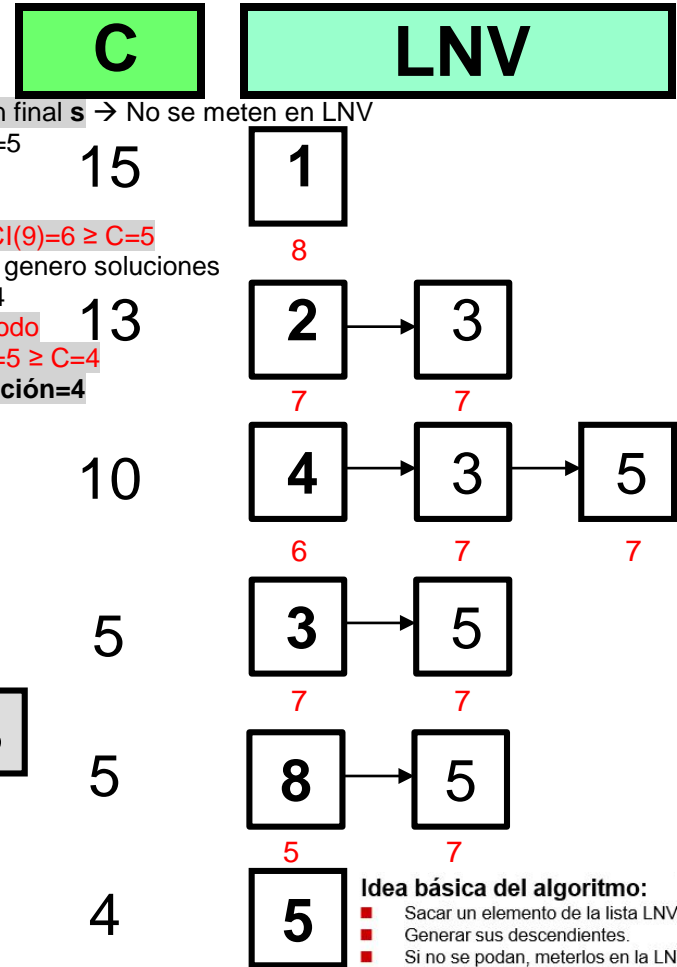 C LNV
final s → No se meten en LNV
=5
15 1
8
CI(9)=6 ≥ C=5
genero soluciones
4
13 2 3
=5 ≥ C=4
7 7
10 4 3 5
6 7 7
5 3 5
7 7
5 8 5
5 7
4 5
Idea básica del algoritmo:
Sacar un elemento de la lista LNV
Generar sus descendientes.
Si no se podan, meterlos en la LN